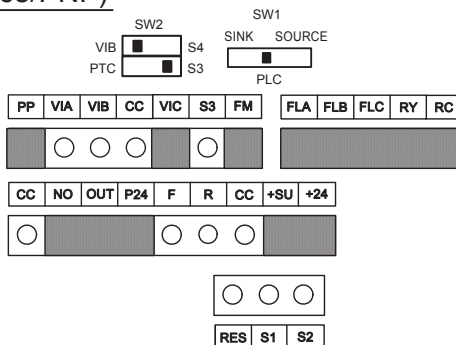 SW2
SW1
VIB
S4
SINK SOURCE
PTC
S3
PLC
PP VIA VIB CC VIC S3 FM FLA FLB FLC RY RC
CC NO OUT P24 F R CC +SU +24
RES S1 S2